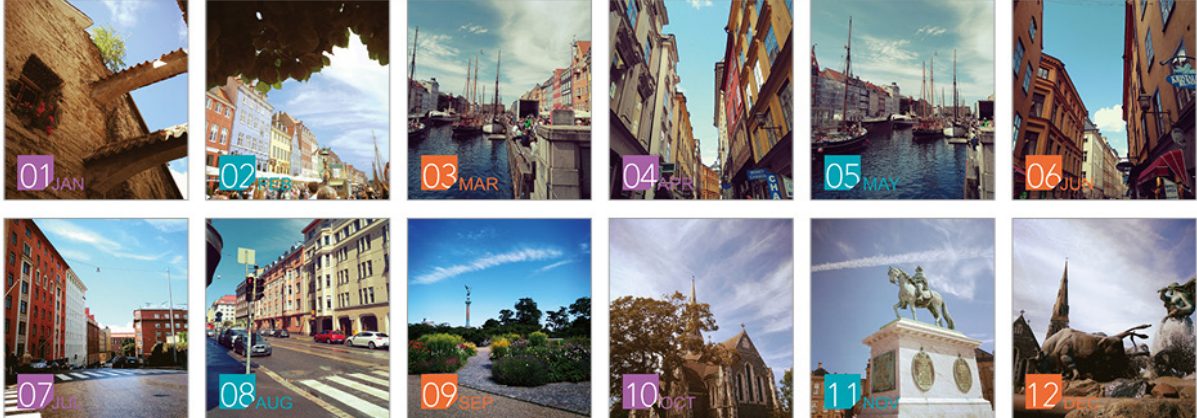 01 JAN
02 FEB
03 MAR
04 APR
05 MAY
06 JUN
07 JUL
08 AUG
09 SEP
10 OCT
11 NOV
12 DEC